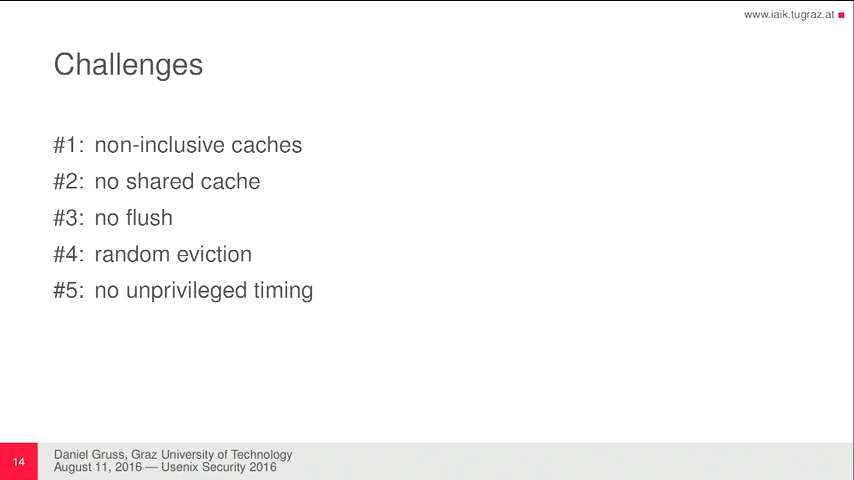 www.iaik.tugraz.at
Challenges
#1: non-inclusive caches
#2: no shared cache
#3: no flush
#4: random eviction
#5: no unprivileged timing
14
Daniel Gruss, Graz University of Technology
August 11, 2016 — Usenix Security 2016